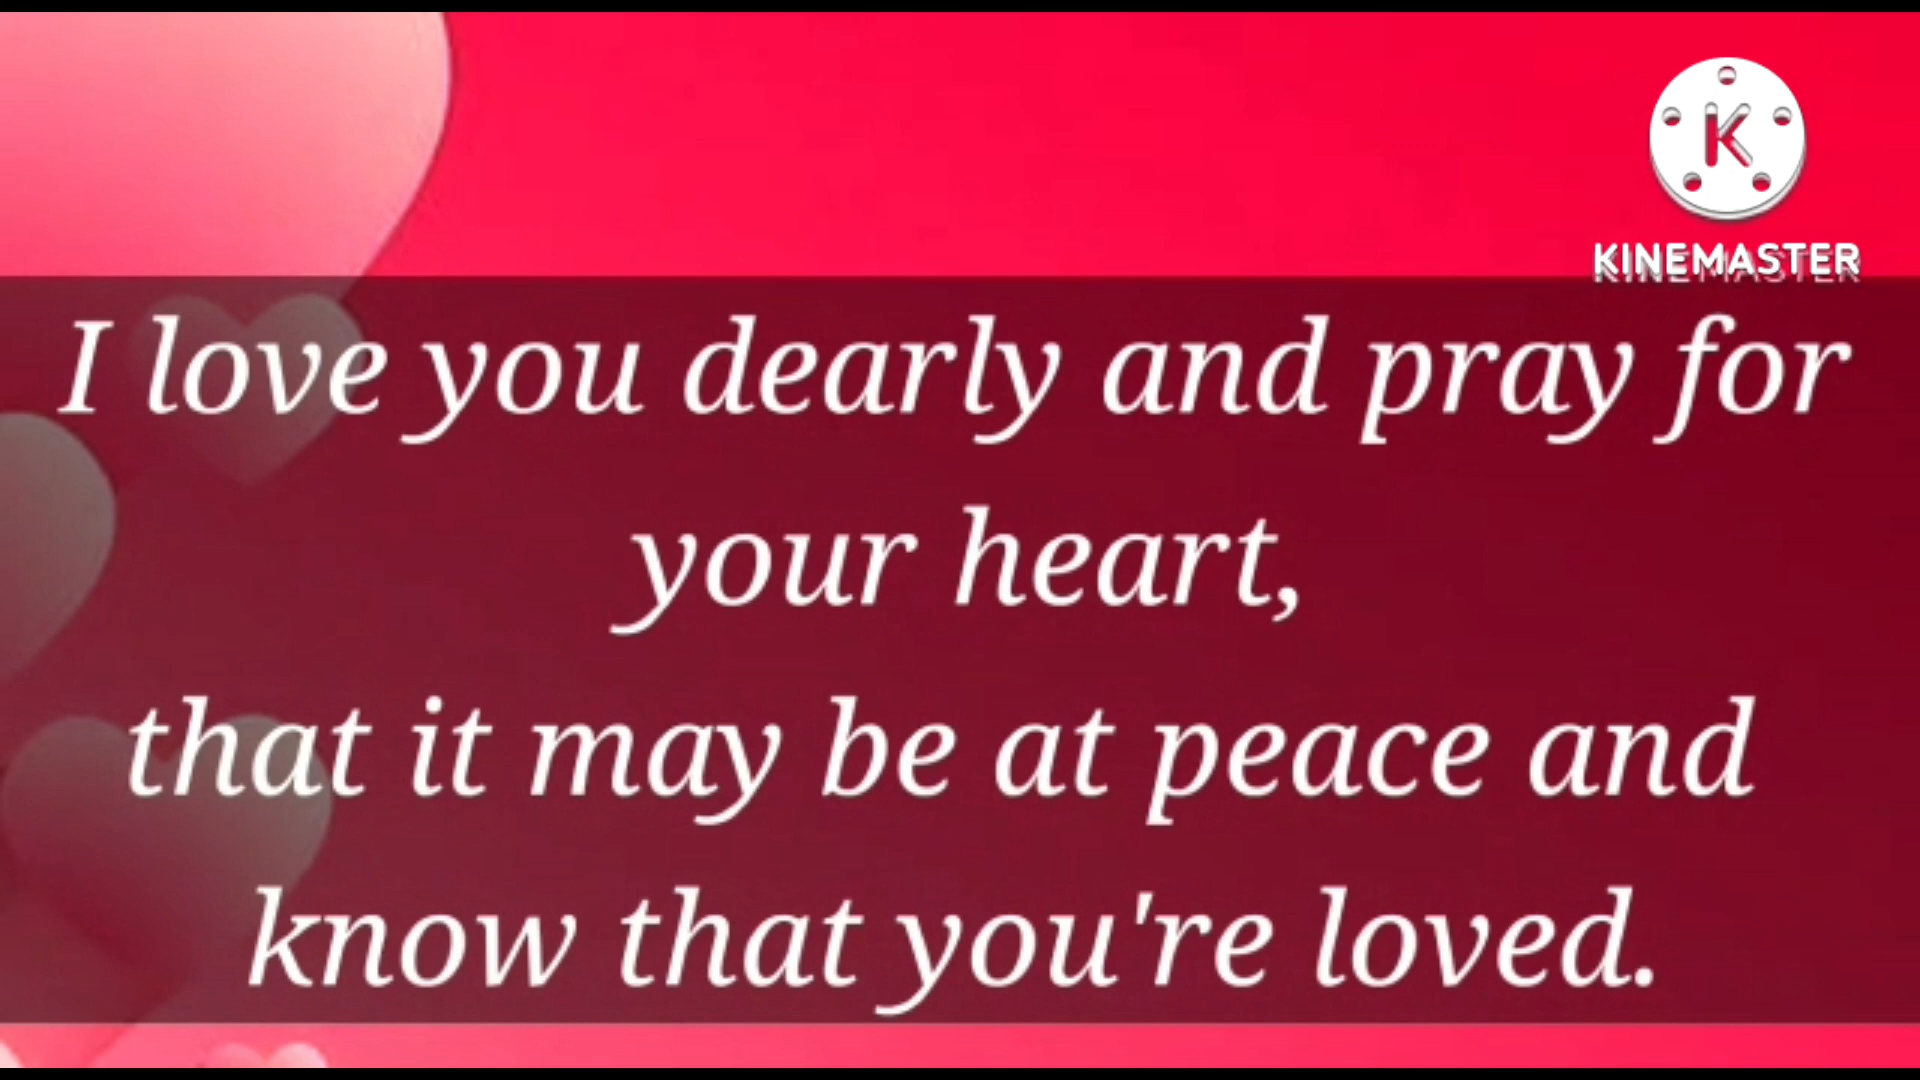 K
KINEMASTER
I love you dearly and pray for
your heart,
that it may be at peace and
know that you're loved.